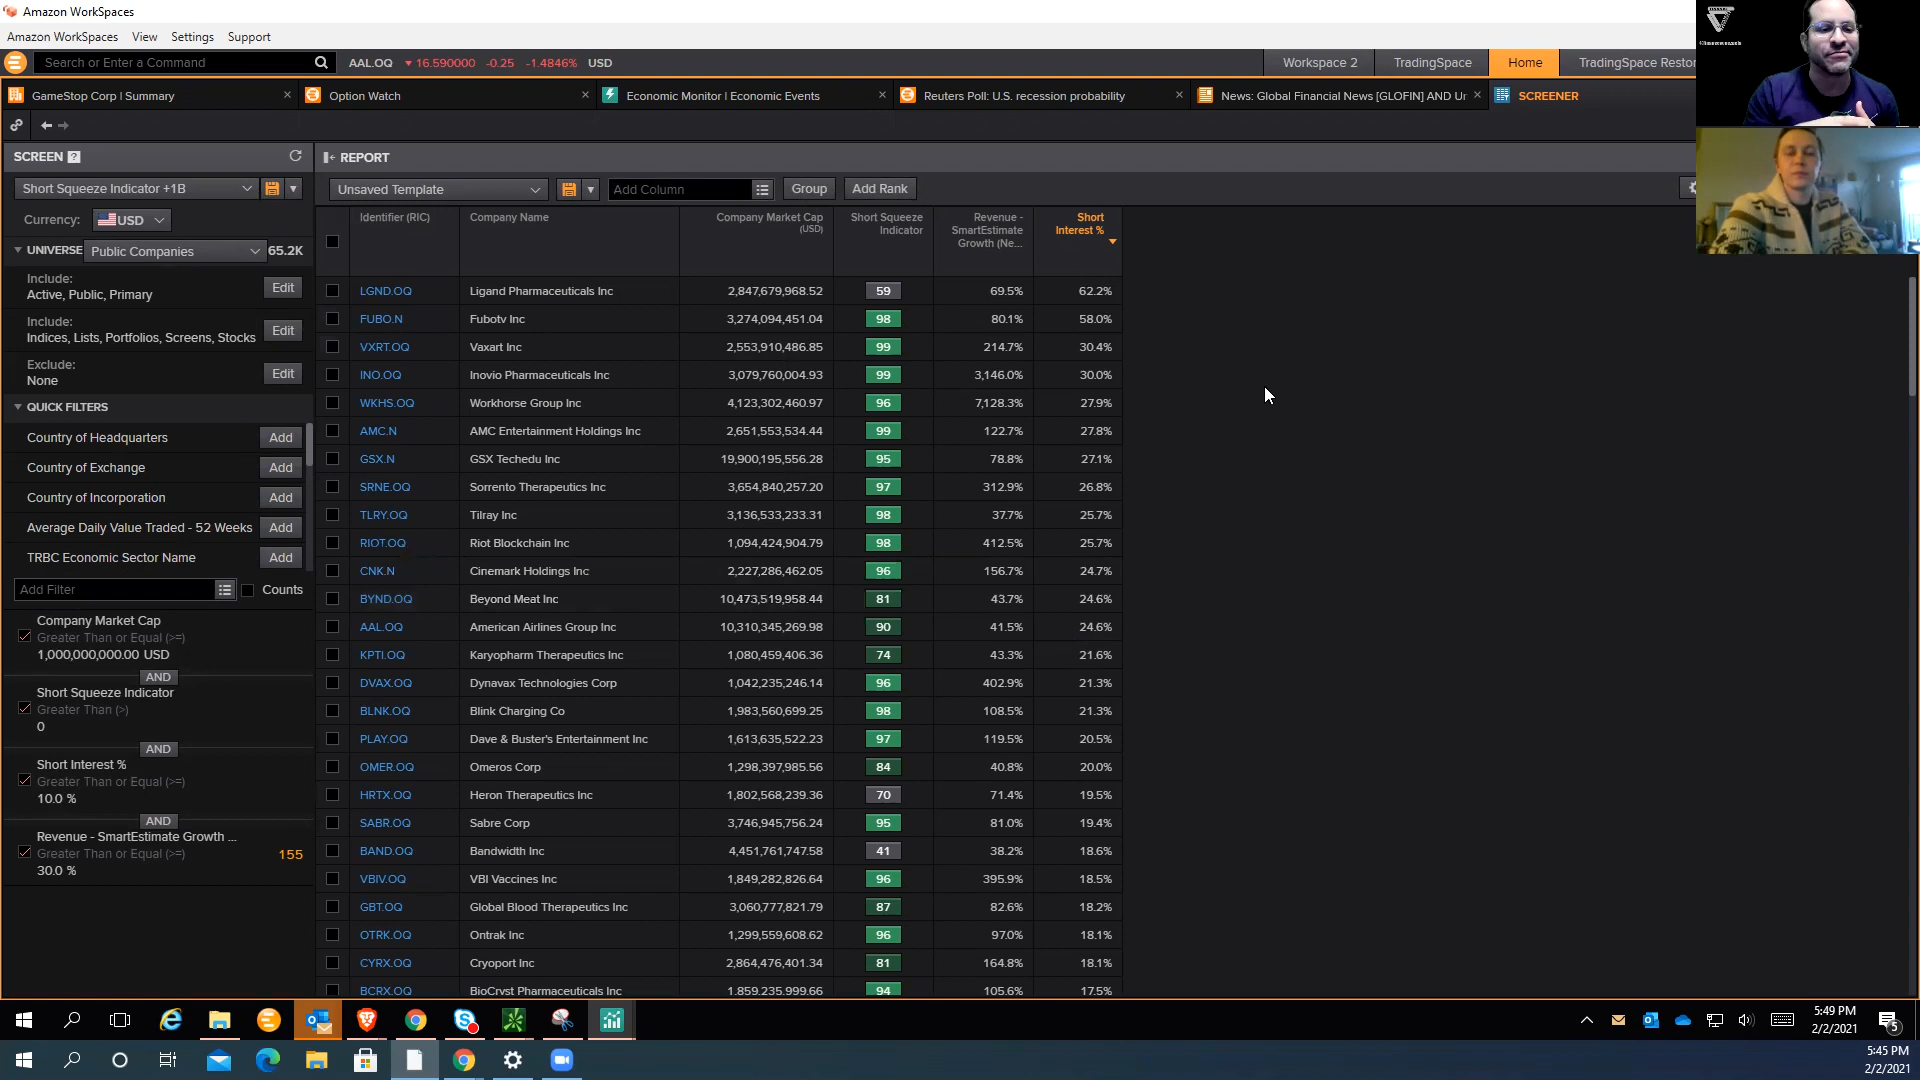 Amazon WorkSpaces
Amazon WorkSpaces View Settings Support
Search or Enter a Command AAL.OQ 16.590000 -0.25 -1.4846% USD Workspace 2 TradingSpace Home TradingSpace Restor
GameStop Corp | Summary Option Watch Economic Monitor | Economic Events Reuters Poll: U.S. recession probability News: Global Financial News [GLOFIN] AND Ur SCREENER
SCREEN ? REPORT
Short Squeeze Indicator +1B Unsaved Template Add Column Group Add Rank
Currency: USD
UNIVERSE Public Companies 65.2K
Include:
Active, Public, Primary Edit
Include:
Indices, Lists, Portfolios, Screens, Stocks Edit
Exclude:
None Edit
QUICK FILTERS
Country of Headquarters Add
Country of Exchange Add
Country of Incorporation Add
Average Daily Value Traded - 52 Weeks Add
TRBC Economic Sector Name Add
Add Filter Counts
Company Market Cap
Greater Than or Equal (>=)
1,000,000,000.00 USD
AND
Short Squeeze Indicator
Greater Than (>)
0
AND
Short Interest %
Greater Than or Equal (>=)
10.0 %
AND
Revenue - SmartEstimate Growth ...
Greater Than or Equal (>=) 155
30.0 %
Identifier (RIC) Company Name Company Market Cap (USD) Short Squeeze Indicator Revenue - SmartEstimate Growth (Ne... Short Interest %
LGND.OQ Ligand Pharmaceuticals Inc 2,847,679,968.52 59 69.5% 62.2%
FUBO.N Fubotv Inc 3,274,094,451.04 98 80.1% 58.0%
VXRT.OQ Vaxart Inc 2,553,910,486.85 99 214.7% 30.4%
INO.OQ Inovio Pharmaceuticals Inc 3,079,760,004.93 99 3,146.0% 30.0%
WKHS.OQ Workhorse Group Inc 4,123,302,460.97 96 7,128.3% 27.9%
AMC.N AMC Entertainment Holdings Inc 2,651,553,534.44 99 122.7% 27.8%
GSX.N GSX Techedu Inc 19,900,195,556.28 95 78.8% 27.1%
SRNE.OQ Sorrento Therapeutics Inc 3,654,840,257.20 97 312.9% 26.8%
TLRY.OQ Tilray Inc 3,136,533,233.31 98 37.7% 25.7%
RIOT.OQ Riot Blockchain Inc 1,094,424,904.79 98 412.5% 25.7%
CNK.N Cinemark Holdings Inc 2,227,286,462.05 96 156.7% 24.7%
BYND.OQ Beyond Meat Inc 10,473,519,958.44 81 43.7% 24.6%
AAL.OQ American Airlines Group Inc 10,310,345,269.98 90 41.5% 24.6%
KPTI.OQ Karyopharm Therapeutics Inc 1,080,459,406.36 74 43.3% 21.6%
DVAX.OQ Dynavax Technologies Corp 1,042,235,246.14 96 402.9% 21.3%
BLNK.OQ Blink Charging Co 1,983,560,699.25 98 108.5% 21.3%
PLAY.OQ Dave & Buster's Entertainment Inc 1,613,635,522.23 97 119.5% 20.5%
OMER.OQ Omeros Corp 1,298,397,985.56 84 40.8% 20.0%
HRTX.OQ Heron Therapeutics Inc 1,802,568,239.36 70 71.4% 19.5%
SABR.OQ Sabre Corp 3,746,945,756.24 95 81.0% 19.4%
BAND.OQ Bandwidth Inc 4,451,761,747.58 41 38.2% 18.6%
VBIV.OQ VBI Vaccines Inc 1,849,282,826.64 96 395.9% 18.5%
GBT.OQ Global Blood Therapeutics Inc 3,060,777,821.79 87 82.6% 18.2%
OTRK.OQ Ontrak Inc 1,299,559,608.62 96 97.0% 18.1%
CYRX.OQ Cryoport Inc 2,864,476,401.34 81 164.8% 18.1%
BCRX.OQ BioCryst Pharmaceuticals Inc 1,859,235,999.66 94 105.6% 17.5%
5:49 PM
2/2/2021
5
5:45 PM
2/2/2021